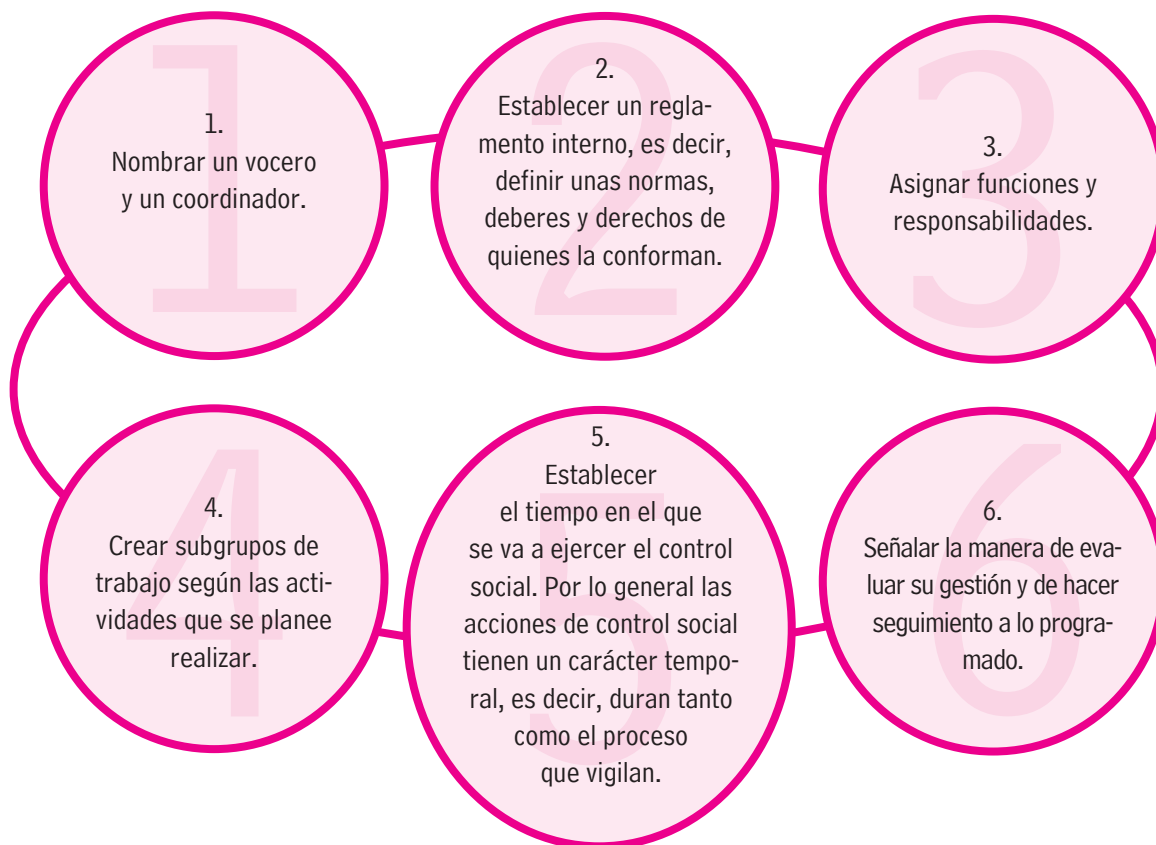 1.
Nombrar un vocero
y un coordinador.
2.
Establecer un regla-
mento interno, es decir,
definir unas normas,
deberes y derechos de
quienes la conforman.
3.
Asignar funciones y
responsabilidades.
4.
Crear subgrupos de
trabajo según las acti-
vidades que se planee
realizar.
5.
Establecer
el tiempo en el que
se va a ejercer el control
social. Por lo general las
acciones de control social
tienen un carácter tempo-
ral, es decir, duran tanto
como el proceso
que vigilan.
6.
Señalar la manera de eva-
luar su gestión y de hacer
seguimiento a lo progra-
mado.